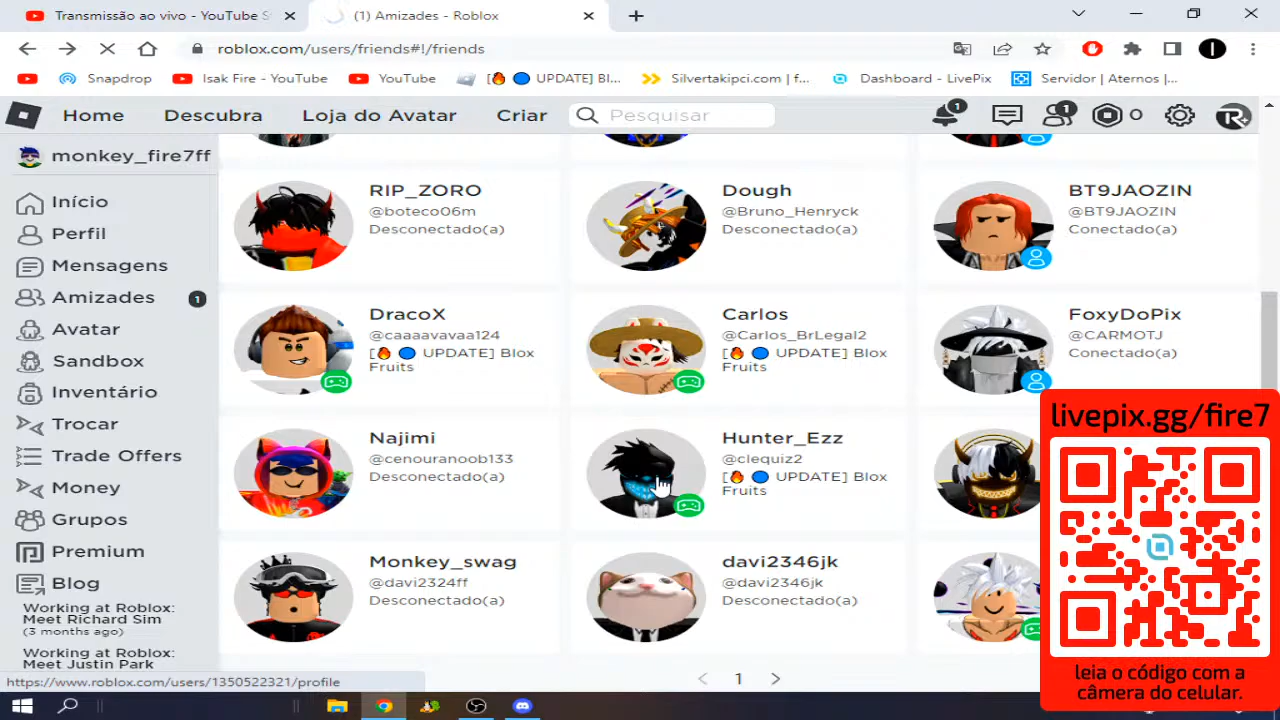 Transmissão ao vivo - YouTube S
(1) Amizades - Roblox
roblox.com/users/friends#!/friends
Snapdrop
Isak Fire - YouTube
YouTube
[🔥 🔵 UPDATE] Bl...
Silvertakipci.com | f...
Dashboard - LivePix
Servidor | Aternos |...
Home
Descubra
Loja do Avatar
Criar
Pesquisar
1
1
0
monkey_fire7ff
Início
Perfil
Mensagens
Amizades
1
Avatar
Sandbox
Inventário
Trocar
Trade Offers
Money
Grupos
Premium
Blog
Working at Roblox:
Meet Richard Sim
(3 months ago)
Working at Roblox:
Meet Justin Park
RIP_ZORO
@boteco06m
Desconectado(a)
Dough
@Bruno_Henryck
Desconectado(a)
BT9JAOZIN
@BT9JAOZIN
Conectado(a)
DracoX
@caaaavavaa124
[🔥 🔵 UPDATE] Blox
Fruits
Carlos
@Carlos_BrLegal2
[🔥 🔵 UPDATE] Blox
Fruits
FoxyDoPix
@CARMOTJ
Conectado(a)
Najimi
@cenouranoob133
Desconectado(a)
Hunter_Ezz
@clequiz2
[🔥 🔵 UPDATE] Blox
Fruits
Monkey_swag
@davi2324ff
Desconectado(a)
davi2346jk
@davi2346jk
Desconectado(a)
1
livepix.gg/fire7
leia o código com a
câmera do celular.
https://www.roblox.com/users/1350522321/profile